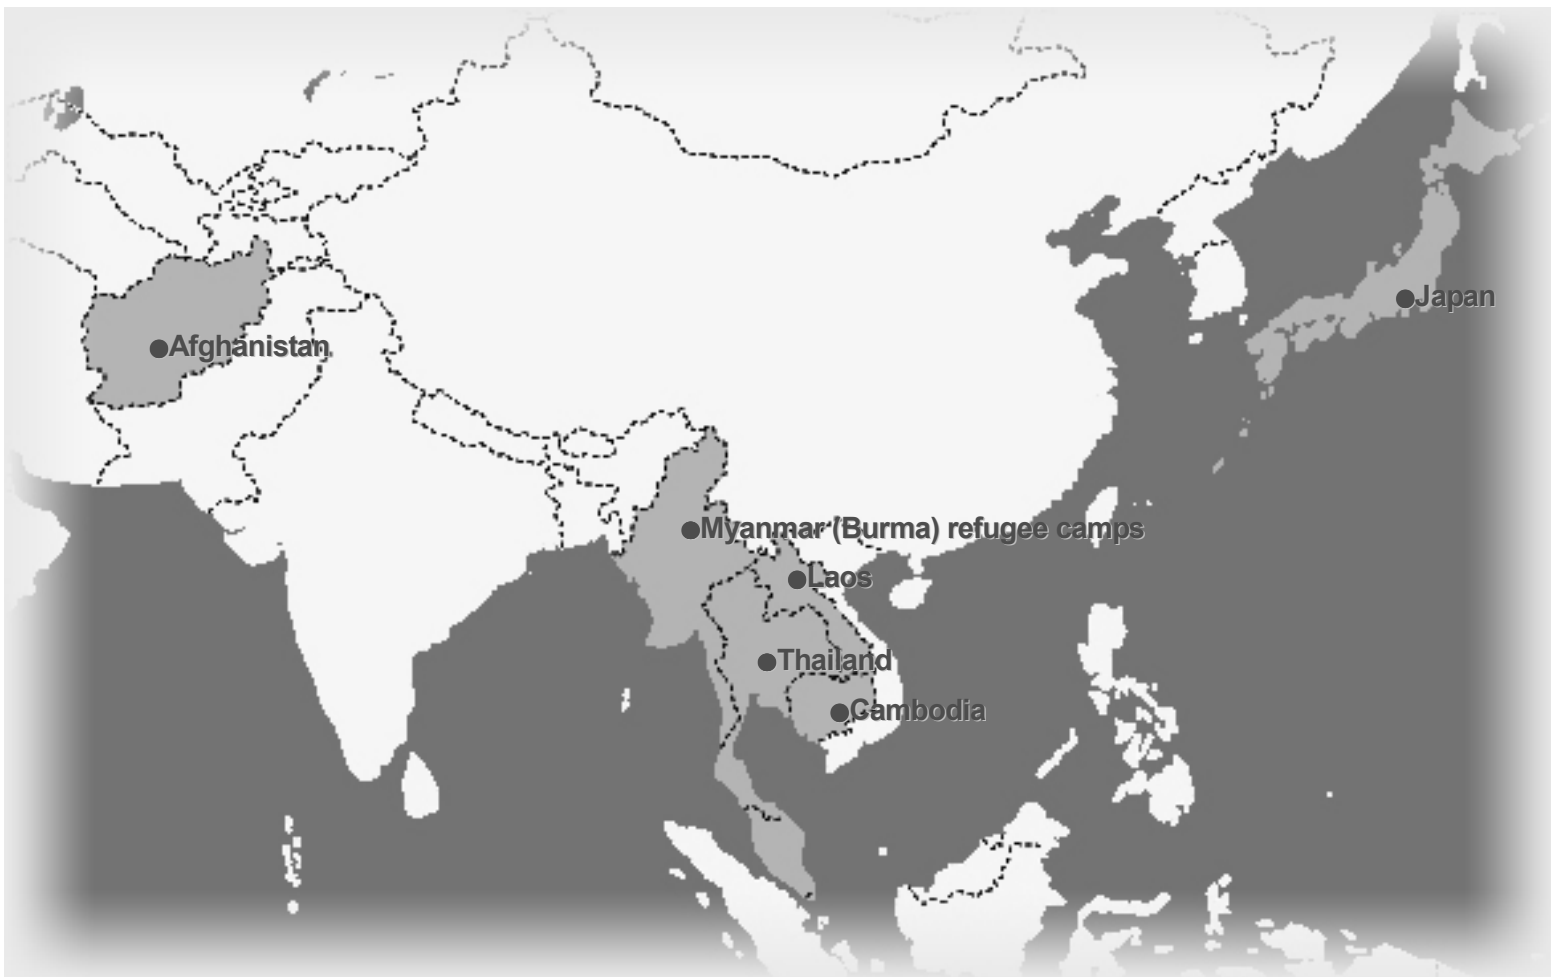 Japan
Afghanistan
Myanmar (Burma) refugee camps
Laos
Thailand
Cambodia